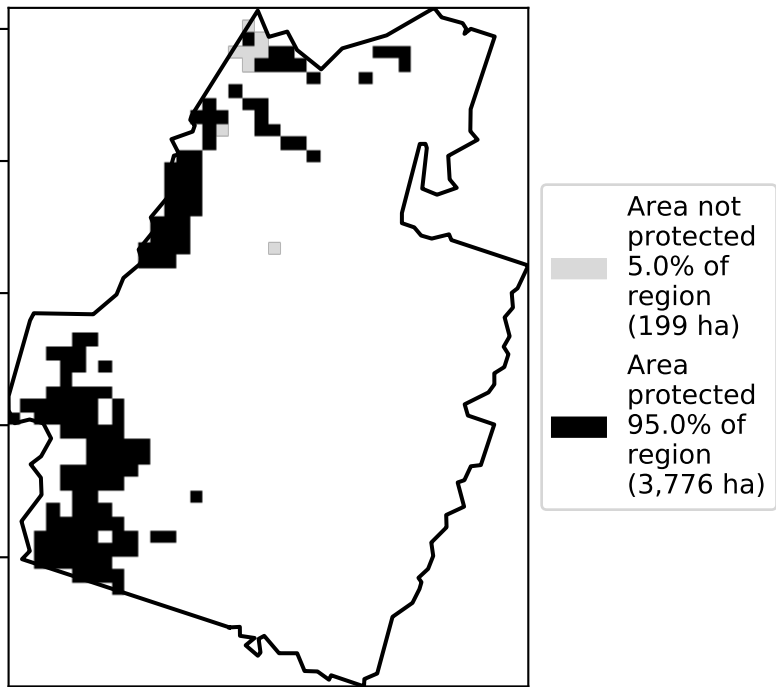 Area not
protected
5.0% of
region
(199 ha)
Area
protected
95.0% of
region
(3,776 ha)